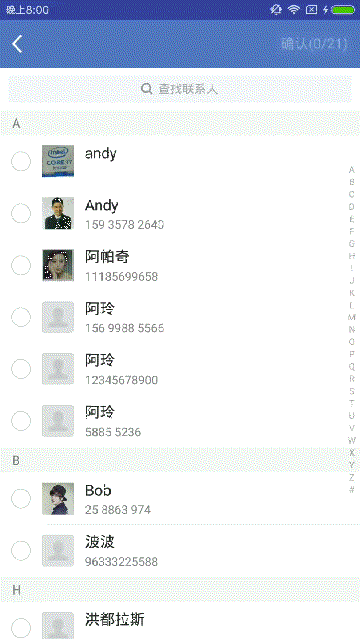 晚上8:00
确认(0/21)
查找联系人
A
andy
Andy
159 3578 2640
阿帕奇
11185699658
阿玲
156 9988 5566
阿玲
12345678900
阿玲
5885 5236
B
Bob
25 8863 974
波波
96333225588
H
洪都拉斯
A
B
C
D
E
F
G
H
I
J
K
L
M
N
O
P
Q
R
S
T
U
V
W
X
Y
Z
#